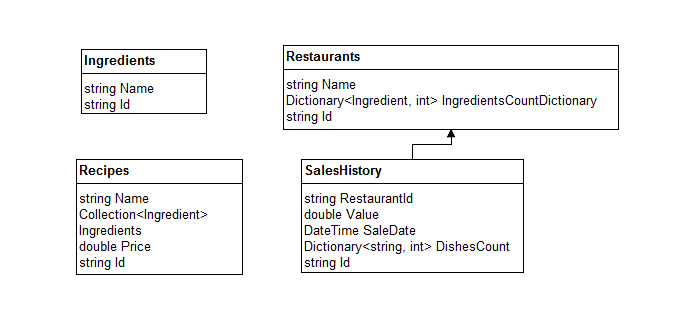 Ingredients
string Name
string Id
Restaurants
string Name
Dictionary<Ingredient, int> IngredientsCountDictionary
string Id
Recipes
string Name
Collection<Ingredient>
Ingredients
double Price
string Id
SalesHistory
string RestaurantId
double Value
DateTime SaleDate
Dictionary<string, int> DishesCount
string Id